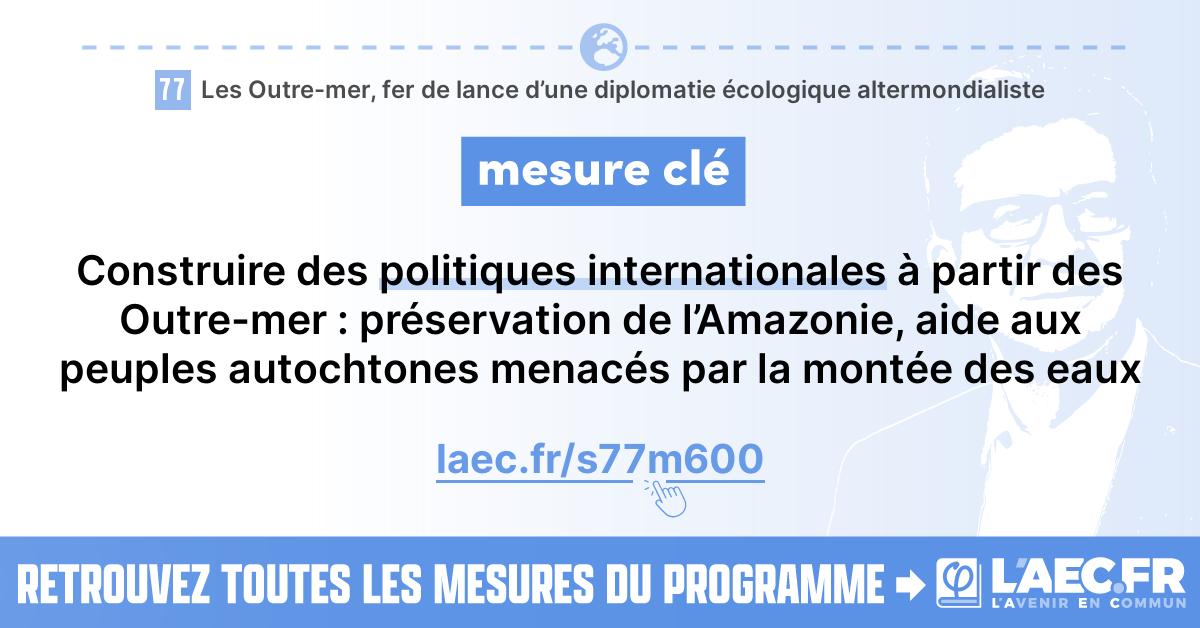 77 Les Outre-mer, fer de lance d’une diplomatie écologique altermondialiste
mesure clé
Construire des politiques internationales à partir des
Outre-mer : préservation de l’Amazonie, aide aux
peuples autochtones menacés par la montée des eaux
laec.fr/s77m600
RETROUVEZ TOUTES LES MESURES DU PROGRAMME
φ L'AEC.FR
L'AVENIR EN COMMUN